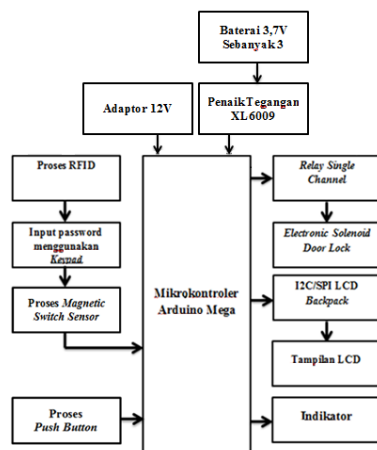 Baterai 3,7V
Sebanyak 3
Adaptor 12V
Penaik Tegangan
XL6009
Proses RFID
Input password
menggunakan
Keypad
Proses Magnetic
Switch Sensor
Proses
Push Button
Mikrokontroler
Arduino Mega
Relay Single
Channel
Electronic Solenoid
Door Lock
I2C/SPI LCD
Backpack
Tampilan LCD
Indikator